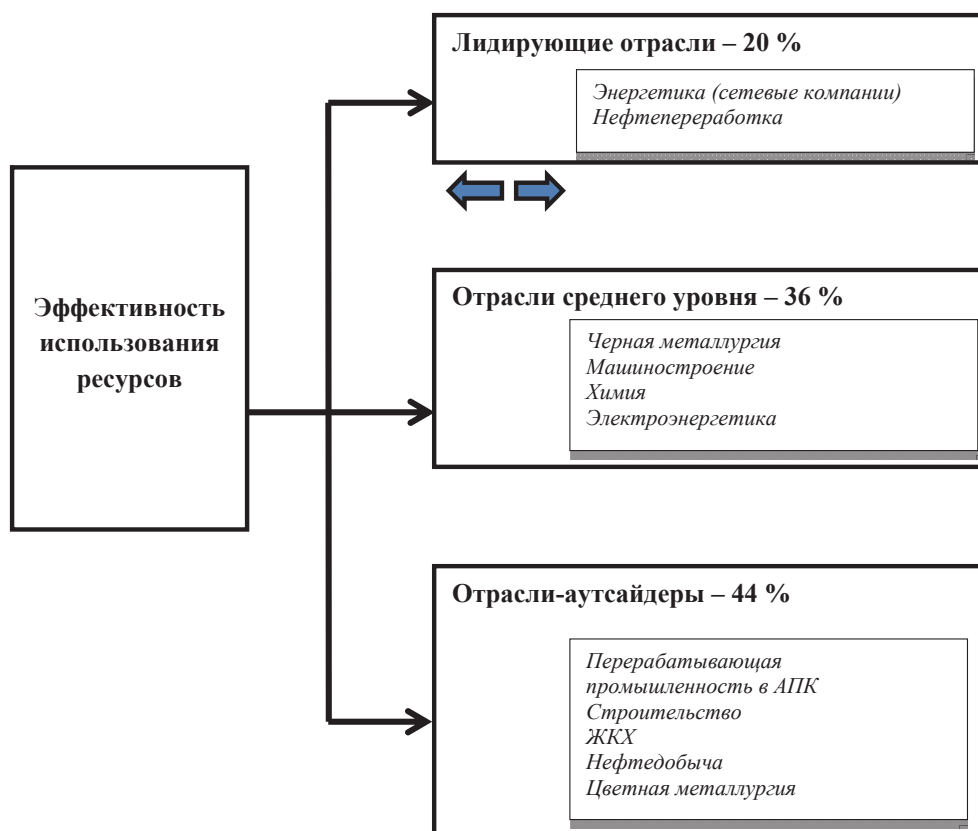 Лидирующие отрасли – 20 %
Энергетика (сетевые компании)
Нефтепереработка
Эффективность
использования
ресурсов
Отрасли среднего уровня – 36 %
Черная металлургия
Машиностроение
Химия
Электроэнергетика
Отрасли-аутсайдеры – 44 %
Перерабатывающая
промышленность в АПК
Строительство
ЖКХ
Нефтедобыча
Цветная металлургия